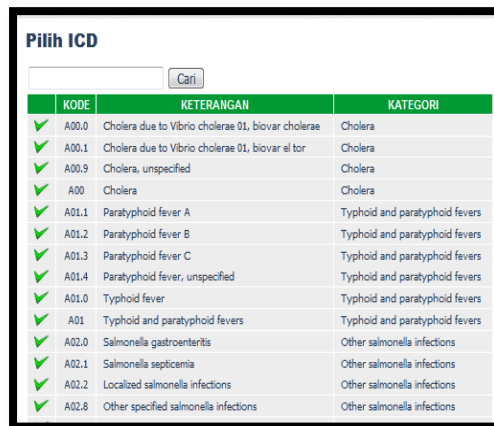 Pilih ICD
Cari
KODE KETERANGAN KATEGORI
A00.0 Cholera due to Vibrio cholerae 01, biovar cholerae Cholera
A00.1 Cholera due to Vibrio cholerae 01, biovar el tor Cholera
A00.9 Cholera, unspecified Cholera
A00 Cholera Cholera
A01.1 Paratyphoid fever A Typhoid and paratyphoid fevers
A01.2 Paratyphoid fever B Typhoid and paratyphoid fevers
A01.3 Paratyphoid fever C Typhoid and paratyphoid fevers
A01.4 Paratyphoid fever, unspecified Typhoid and paratyphoid fevers
A01.0 Typhoid fever Typhoid and paratyphoid fevers
A01 Typhoid and paratyphoid fevers Typhoid and paratyphoid fevers
A02.0 Salmonella gastroenteritis Other salmonella infections
A02.1 Salmonella septicemia Other salmonella infections
A02.2 Localized salmonella infections Other salmonella infections
A02.8 Other specified salmonella infections Other salmonella infections